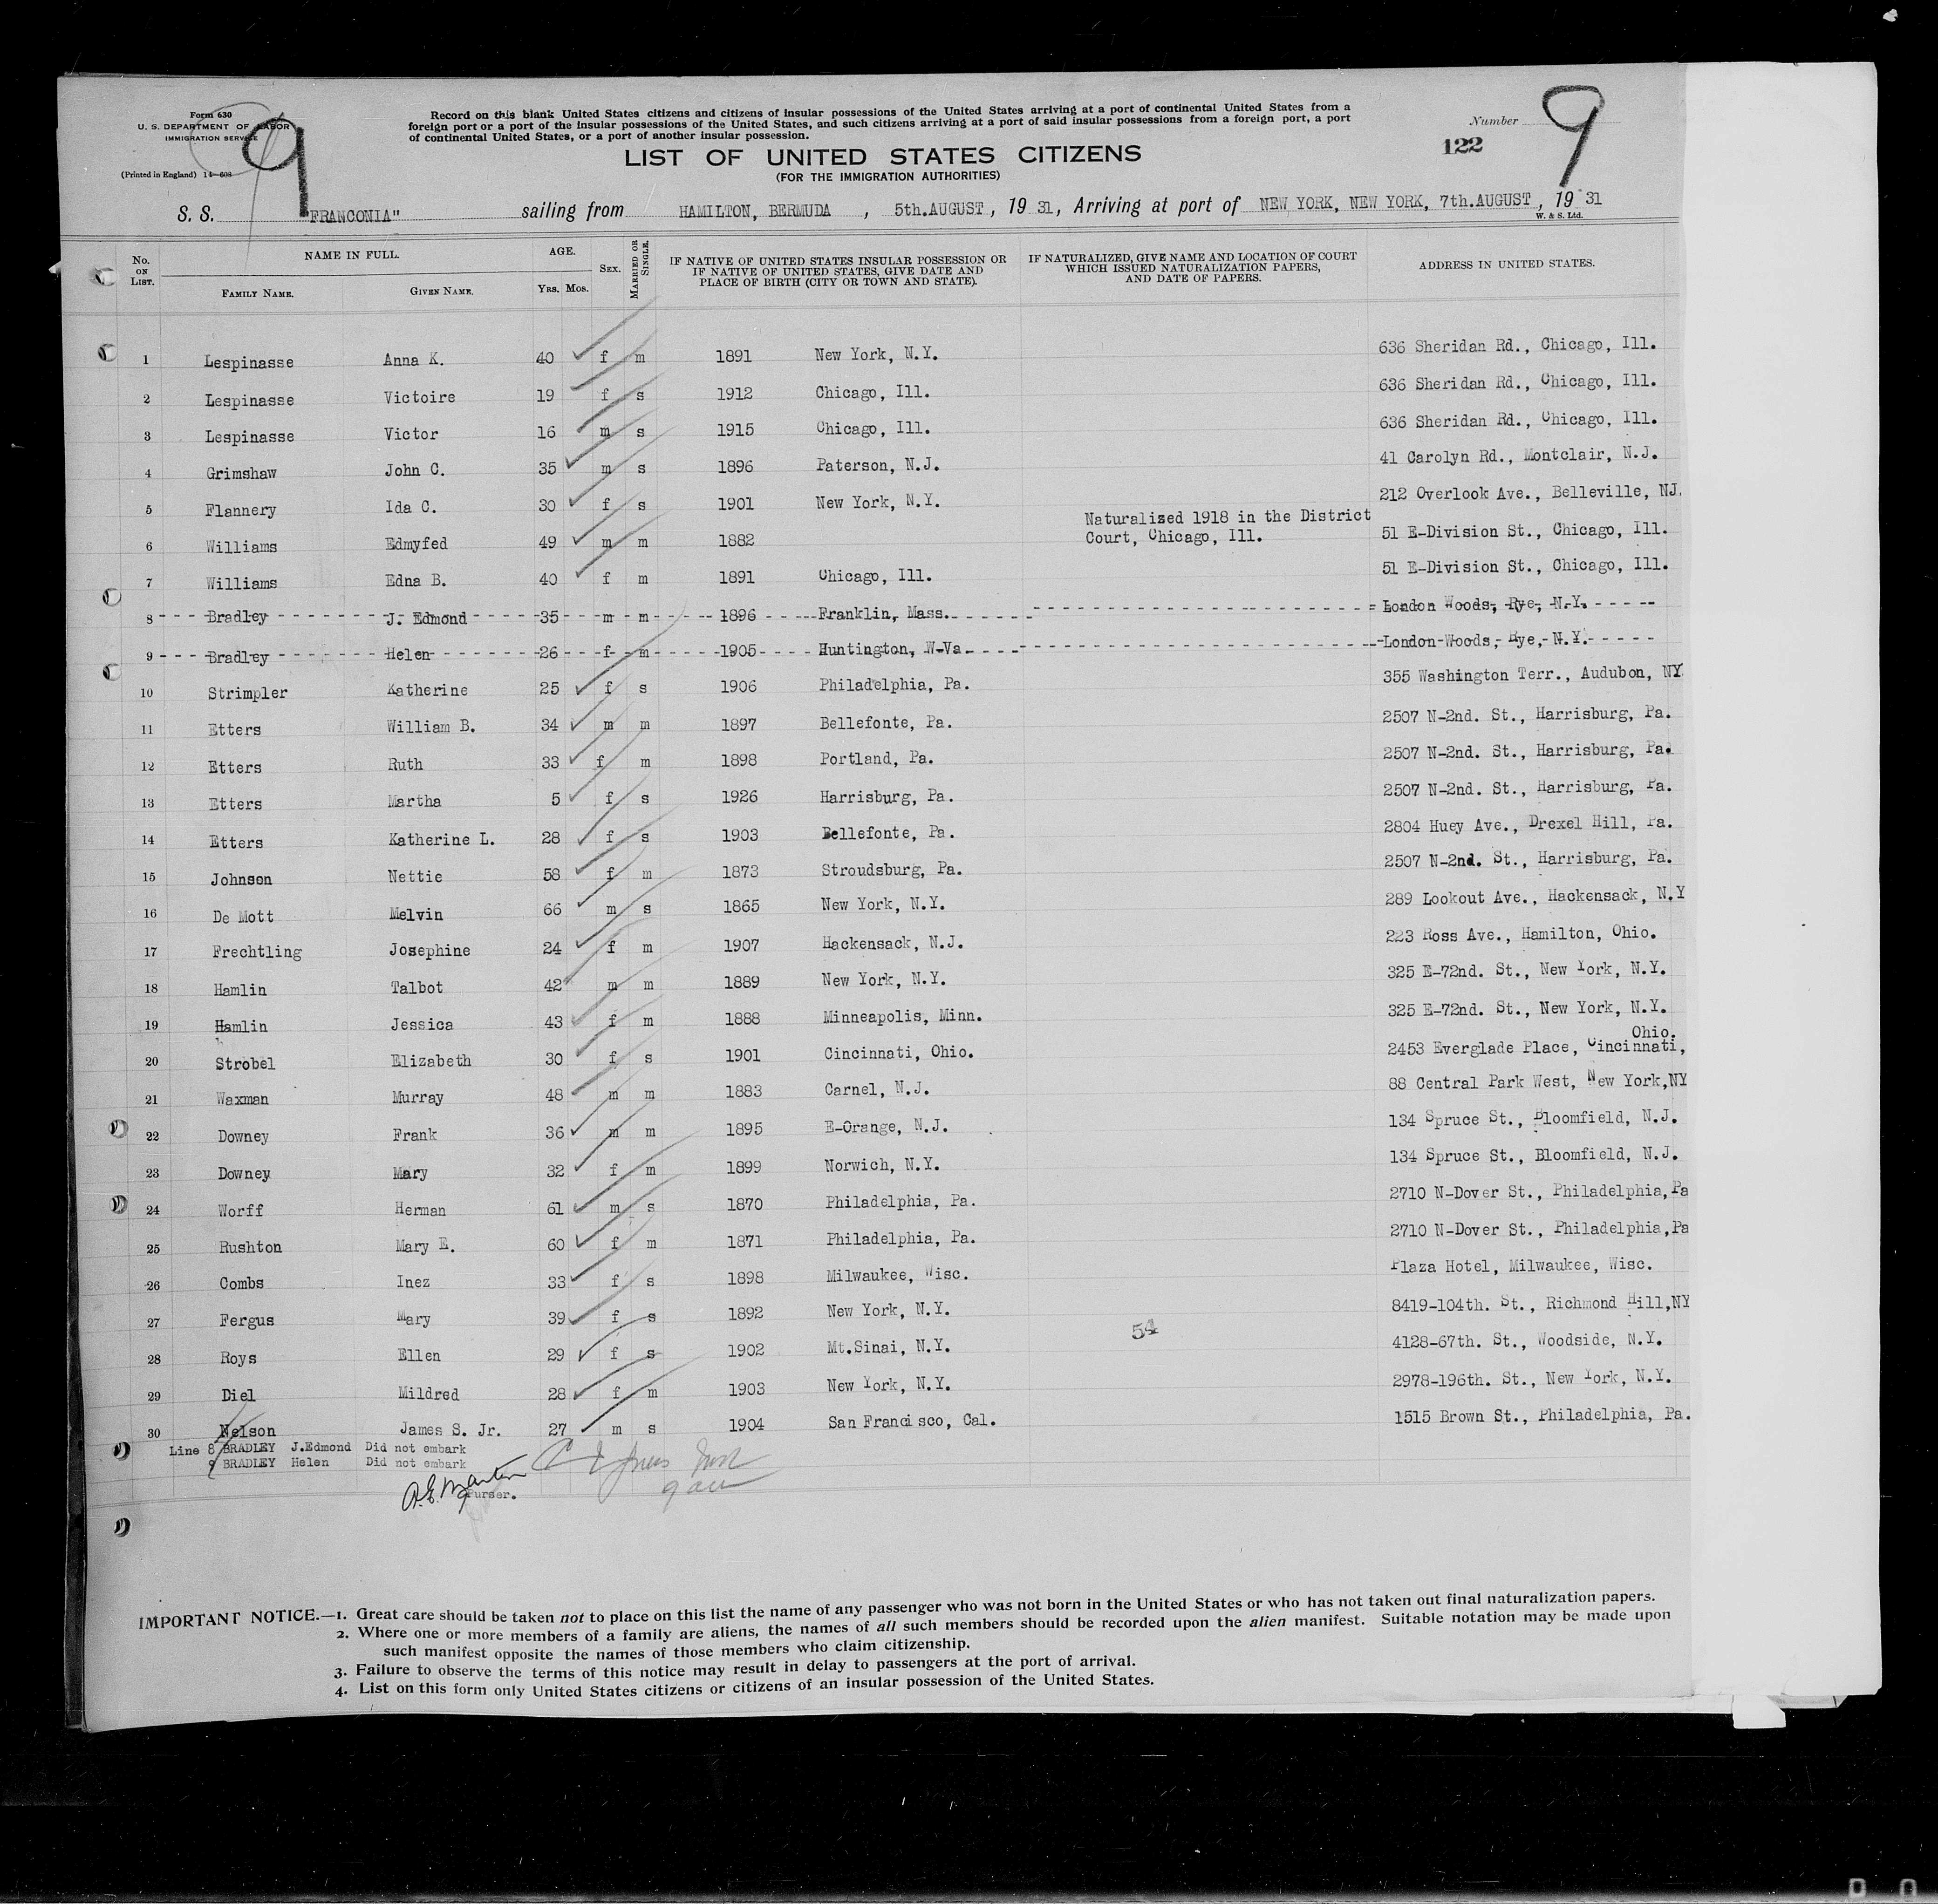 Form 630
U. S. DEPARTMENT OF LABOR
IMMIGRATION SERVICE
(Printed in England) 14—608
9
Record on this blank United States citizens and citizens of insular possessions of the United States arriving at a port of continental United States from a
foreign port or a port of the insular possessions of the United States, and such citizens arriving at a port of said insular possessions from a foreign port, a port
of continental United States, or a port of another insular possession.
Number 9
122
LIST OF UNITED STATES CITIZENS
(FOR THE IMMIGRATION AUTHORITIES)
S. S. "FRANCONIA" sailing from HAMILTON, BERMUDA, 5th.AUGUST, 19 31, Arriving at port of NEW YORK, NEW YORK, 7th.AUGUST, 19 31
W. & S. Ltd.
No. ON LIST. NAME IN FULL. FAMILY NAME. GIVEN NAME. AGE. YRS. MOS. SEX. MARRIED OR SINGLE. IF NATIVE OF UNITED STATES INSULAR POSSESSION OR IF NATIVE OF UNITED STATES, GIVE DATE AND PLACE OF BIRTH (CITY OR TOWN AND STATE). IF NATURALIZED, GIVE NAME AND LOCATION OF COURT WHICH ISSUED NATURALIZATION PAPERS, AND DATE OF PAPERS. ADDRESS IN UNITED STATES.
1 Lespinasse Anna K. 40 f m 1891 New York, N.Y. 636 Sheridan Rd., Chicago, Ill.
2 Lespinasse Victoire 19 f s 1912 Chicago, Ill. 636 Sheridan Rd., Chicago, Ill.
3 Lespinasse Victor 16 m s 1915 Chicago, Ill. 636 Sheridan Rd., Chicago, Ill.
4 Grimshaw John C. 35 m s 1896 Paterson, N.J. 41 Carolyn Rd., Montclair, N.J.
5 Flannery Ida C. 30 f s 1901 New York, N.Y. 212 Overlook Ave., Belleville, NJ.
6 Williams Edmyfed 49 m m 1882 Naturalized 1918 in the District Court, Chicago, Ill. 51 E-Division St., Chicago, Ill.
7 Williams Edna B. 40 f m 1891 Chicago, Ill. 51 E-Division St., Chicago, Ill.
8 Bradley J. Edmond 35 m m 1896 Franklin, Mass. London Woods, Rye, N.Y.
9 Bradley Helen 26 f m 1905 Huntington, W-Va. London Woods, Rye, N.Y.
10 Strimpler Katherine 25 f s 1906 Philadelphia, Pa. 355 Washington Terr., Audubon, NY
11 Etters William B. 34 m m 1897 Bellefonte, Pa. 2507 N-2nd. St., Harrisburg, Pa.
12 Etters Ruth 33 f m 1898 Portland, Pa. 2507 N-2nd. St., Harrisburg, Pa.
13 Etters Martha 5 f s 1926 Harrisburg, Pa. 2507 N-2nd. St., Harrisburg, Pa.
14 Etters Katherine L. 28 f s 1903 Bellefonte, Pa. 2804 Huey Ave., Drexel Hill, Pa.
15 Johnson Nettie 58 f m 1873 Stroudsburg, Pa. 2507 N-2nd. St., Harrisburg, Pa.
16 De Mott Melvin 66 m s 1865 New York, N.Y. 289 Lookout Ave., Hackensack, N.Y
17 Frechtling Josephine 24 f m 1907 Hackensack, N.J. 223 Ross Ave., Hamilton, Ohio.
18 Hamlin Talbot 42 m m 1889 New York, N.Y. 325 E-72nd. St., New York, N.Y.
19 Hamlin Jessica 43 f m 1888 Minneapolis, Minn. 325 E-72nd. St., New York, N.Y.
20 Strobel Elizabeth 30 f s 1901 Cincinnati, Ohio. 2453 Everglade Place, Cincinnati, Ohio.
21 Waxman Murray 48 m m 1883 Carnel, N.J. 88 Central Park West, New York,NY
22 Downey Frank 36 m m 1895 E-Orange, N.J. 134 Spruce St., Bloomfield, N.J.
23 Downey Mary 32 f m 1899 Norwich, N.Y. 134 Spruce St., Bloomfield, N.J.
24 Worff Herman 61 m s 1870 Philadelphia, Pa. 2710 N-Dover St., Philadelphia,Pa
25 Rushton Mary E. 60 f m 1871 Philadelphia, Pa. 2710 N-Dover St., Philadelphia,Pa
26 Combs Inez 33 f s 1898 Milwaukee, Wisc. Plaza Hotel, Milwaukee, Wisc.
27 Fergus Mary 39 f s 1892 New York, N.Y. 8419-104th. St., Richmond Hill,NY
28 Roys Ellen 29 f s 1902 Mt.Sinai, N.Y. 54 4128-67th. St., Woodside, N.Y.
29 Diel Mildred 28 f m 1903 New York, N.Y. 2978-196th. St., New York, N.Y.
30 Nelson James S. Jr. 27 m s 1904 San Francisco, Cal. 1515 Brown St., Philadelphia, Pa.
Line 8 BRADLEY J.Edmond Did not embark
9 BRADLEY Helen Did not embark
A.E. Martin
Purser.
IMPORTANT NOTICE.—1. Great care should be taken not to place on this list the name of any passenger who was not born in the United States or who has not taken out final naturalization papers.
2. Where one or more members of a family are aliens, the names of all such members should be recorded upon the alien manifest. Suitable notation may be made upon
such manifest opposite the names of those members who claim citizenship.
3. Failure to observe the terms of this notice may result in delay to passengers at the port of arrival.
4. List on this form only United States citizens or citizens of an insular possession of the United States.